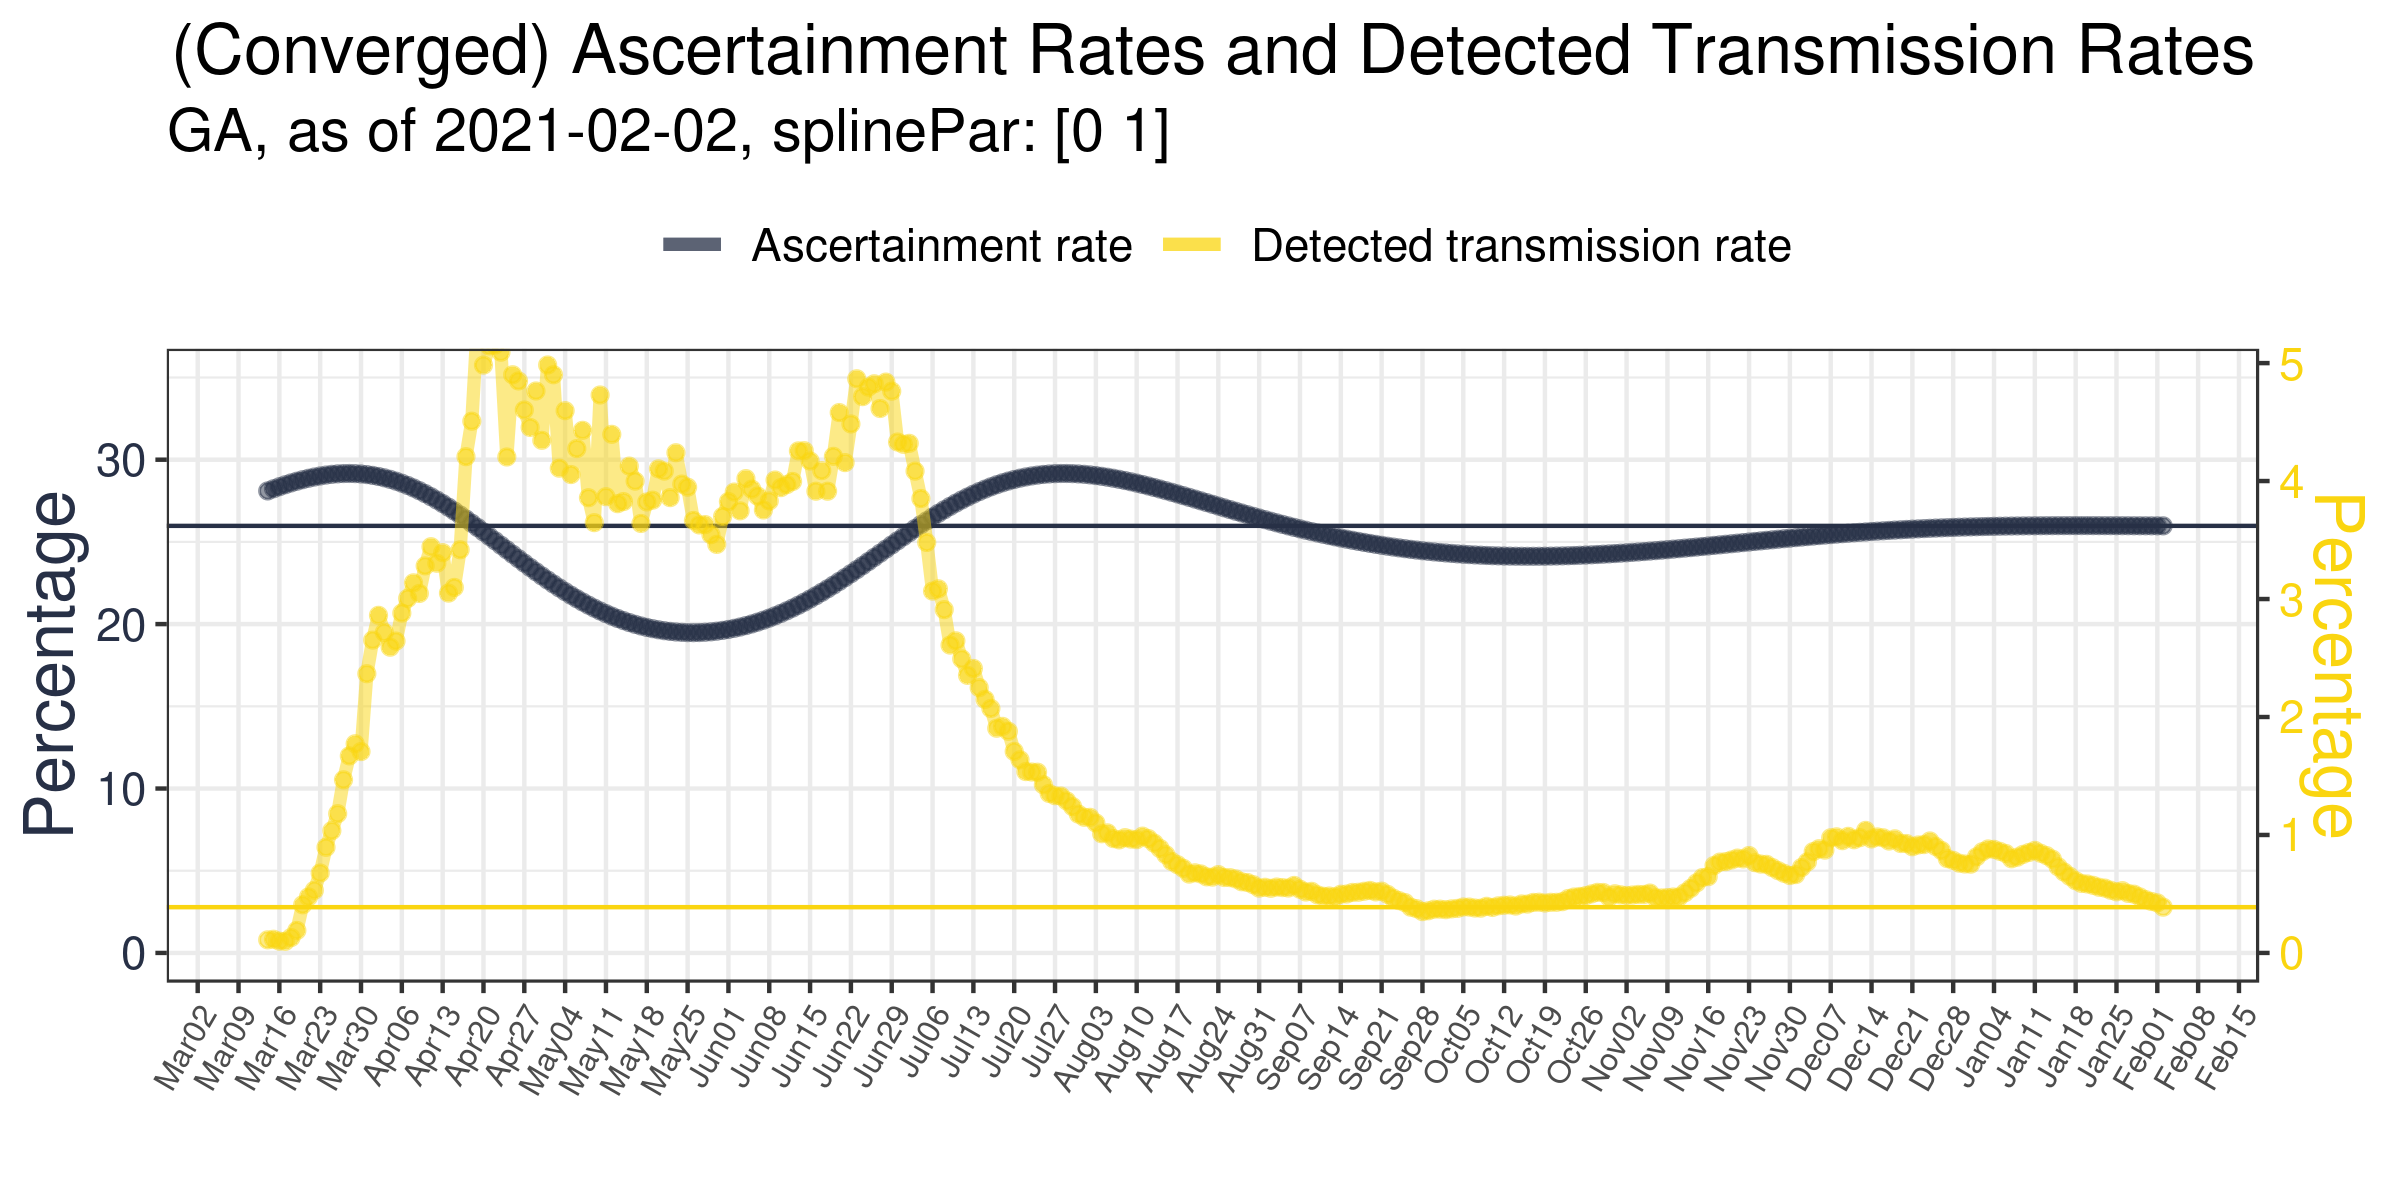 (Converged) Ascertainment Rates and Detected Transmission Rates
GA, as of 2021-02-02, splinePar: [0 1]
Ascertainment rate Detected transmission rate
Percentage
30
20
10
0
5
4
3
2
1
0
Percentage
Mar02 Mar09 Mar16 Mar23 Mar30 Apr06 Apr13 Apr20 Apr27 May04 May11 May18 May25 Jun01 Jun08 Jun15 Jun22 Jun29 Jul06 Jul13 Jul20 Jul27 Aug03 Aug10 Aug17 Aug24 Aug31 Sep07 Sep14 Sep21 Sep28 Oct05 Oct12 Oct19 Oct26 Nov02 Nov09 Nov16 Nov23 Nov30 Dec07 Dec14 Dec21 Dec28 Jan04 Jan11 Jan18 Jan25 Feb01 Feb08 Feb15